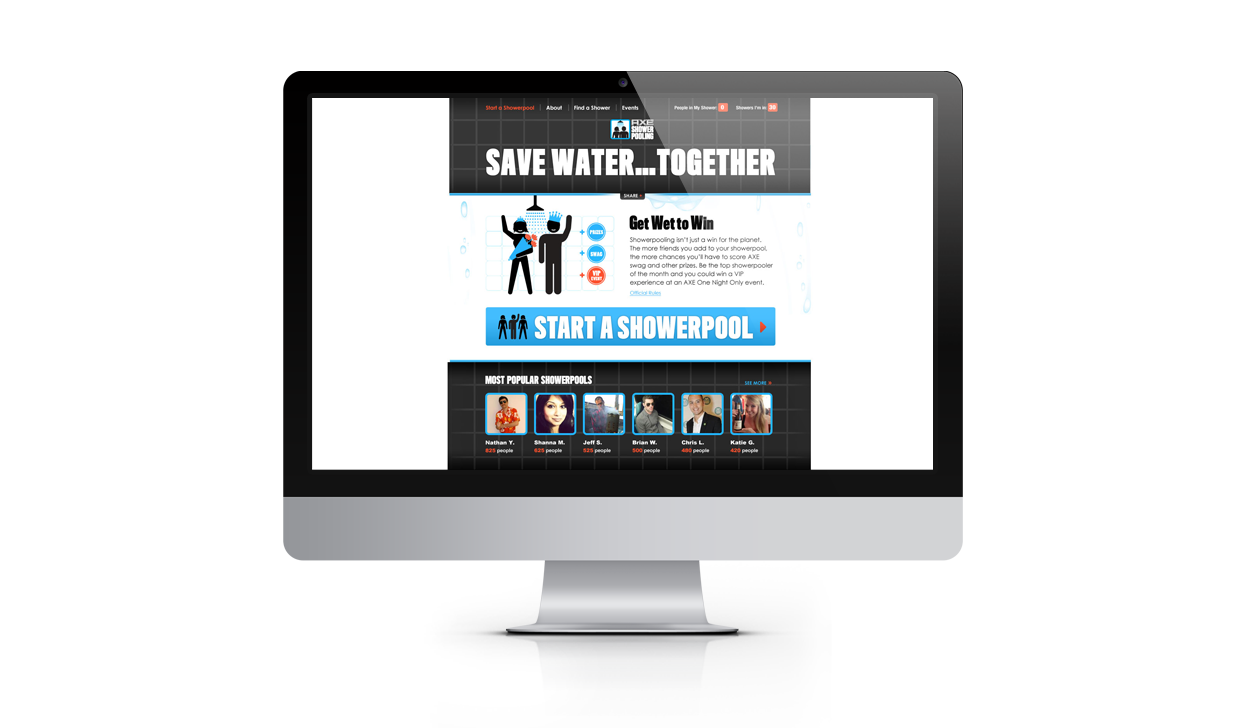 Start a Showerpool
About
Find a Shower
Events
People in My Shower: 0
Showers I'm in: 20
AXE
SHOWER
POOLING
SAVE WATER...TOGETHER
SHARE +
PRIZES
SWAG
VIP
EVENT
Get Wet to Win
Showerpooling isn't just a win for the planet.
The more friends you add to your showerpool,
the more chances you'll have to score AXE
swag and other prizes. Be the top showerpooler
of the month and you could win a VIP
experience at an AXE One Night Only event.
Official Rules
START A SHOWERPOOL
MOST POPULAR SHOWERPOOLS
SEE MORE »
Nathan Y.
825 people
Shanna M.
625 people
Jeff S.
525 people
Brian W.
500 people
Chris L.
480 people
Katie G.
420 people